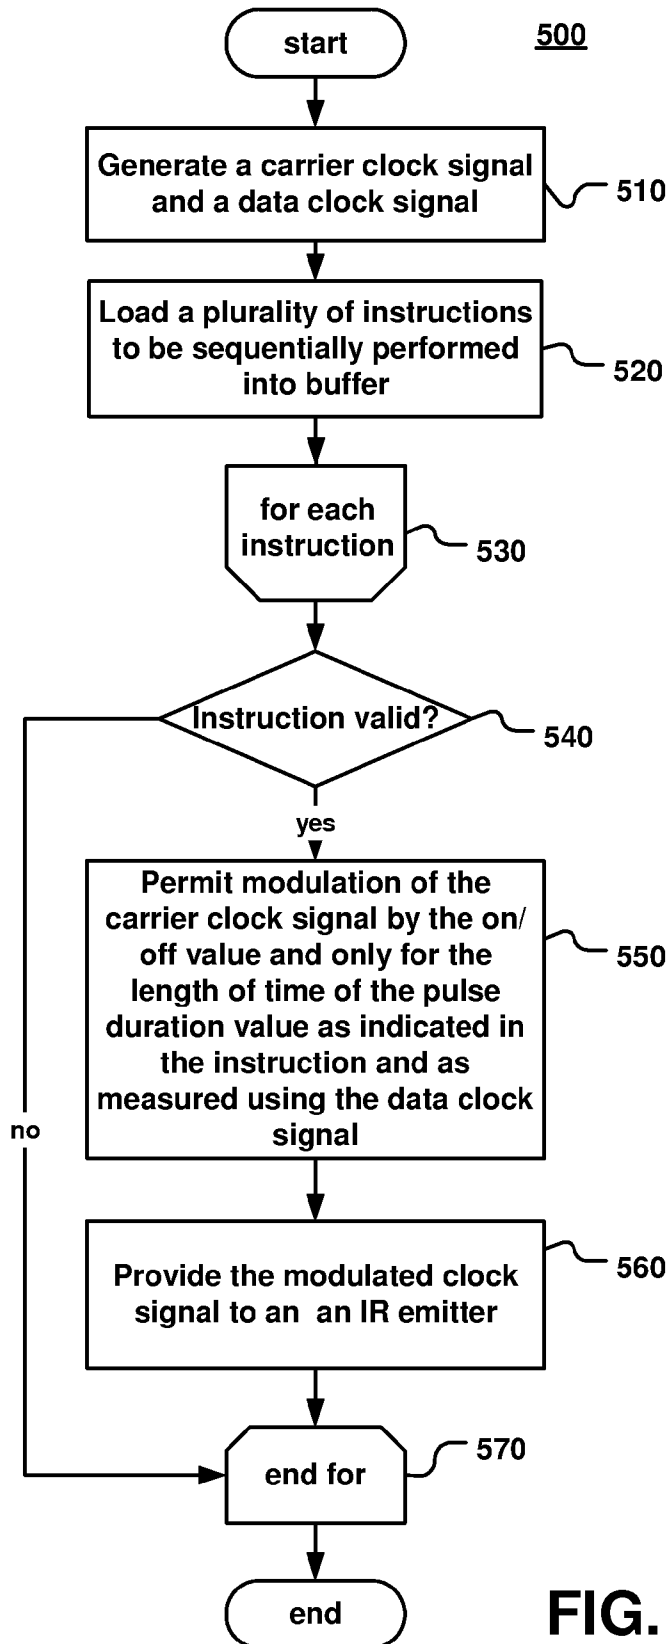 start
500
Generate a carrier clock signal
and a data clock signal
510
Load a plurality of instructions
to be sequentially performed
into buffer
520
for each
instruction
530
Instruction valid?
540
yes
Permit modulation of the
carrier clock signal by the on/
off value and only for the
length of time of the pulse
duration value as indicated in
the instruction and as
measured using the data clock
signal
550
no
Provide the modulated clock
signal to an  an IR emitter
560
end for
570
end
FIG.